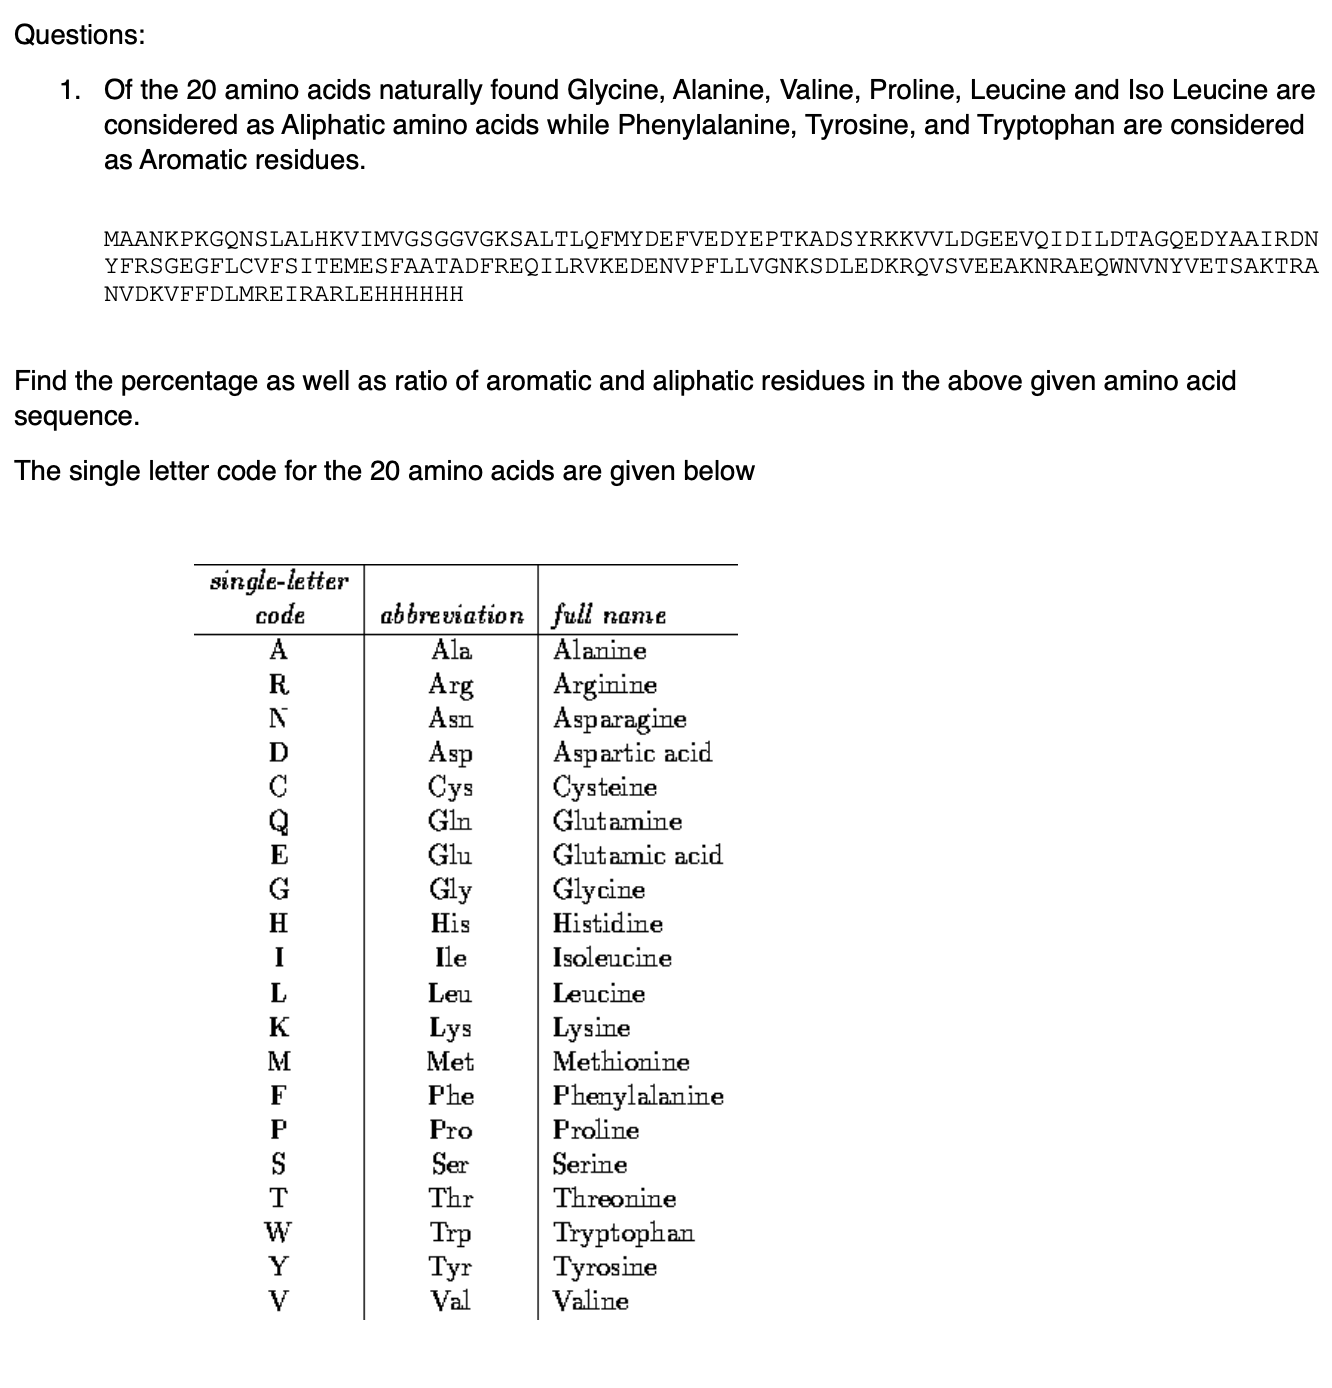 Questions:
1. Of the 20 amino acids naturally found Glycine, Alanine, Valine, Proline, Leucine and Iso Leucine are
considered as Aliphatic amino acids while Phenylalanine, Tyrosine, and Tryptophan are considered
as Aromatic residues.
MAANKPKGQNSLALHKVIMVGSGGVGKSALTLQFMYDEFVEDYEPTKADSYRKKVVLDGEEVQIDILDTAGQEDYAAIRDN
YFRSGEGFLCVFSITEMESFAATADFREQILRVKEDENVPFLLVGNKSDLEDKRQVSVEEAKNRAEQWNVNYVETSAKTRA
NVDKVFFDLMREIRARLEHHHHHH
Find the percentage as well as ratio of aromatic and aliphatic residues in the above given amino acid
sequence.
The single letter code for the 20 amino acids are given below
single-letter
code abbreviation full name
A Ala Alanine
R Arg Arginine
N Asn Asparagine
D Asp Aspartic acid
C Cys Cysteine
Q Gln Glutamine
E Glu Glutamic acid
G Gly Glycine
H His Histidine
I Ile Isoleucine
L Leu Leucine
K Lys Lysine
M Met Methionine
F Phe Phenylalanine
P Pro Proline
S Ser Serine
T Thr Threonine
W Trp Tryptophan
Y Tyr Tyrosine
V Val Valine